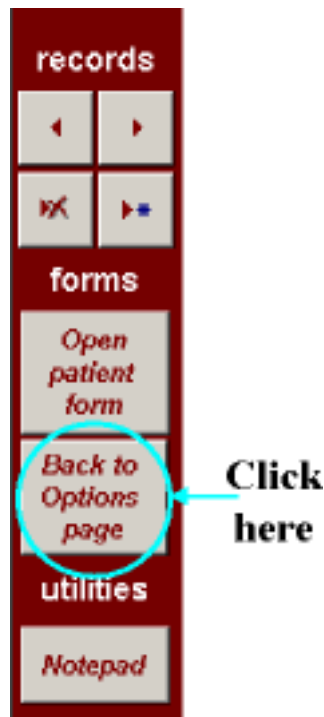 records
forms
Open
patient
form
Back to
Options
page
Click
here
utilities
Notepad